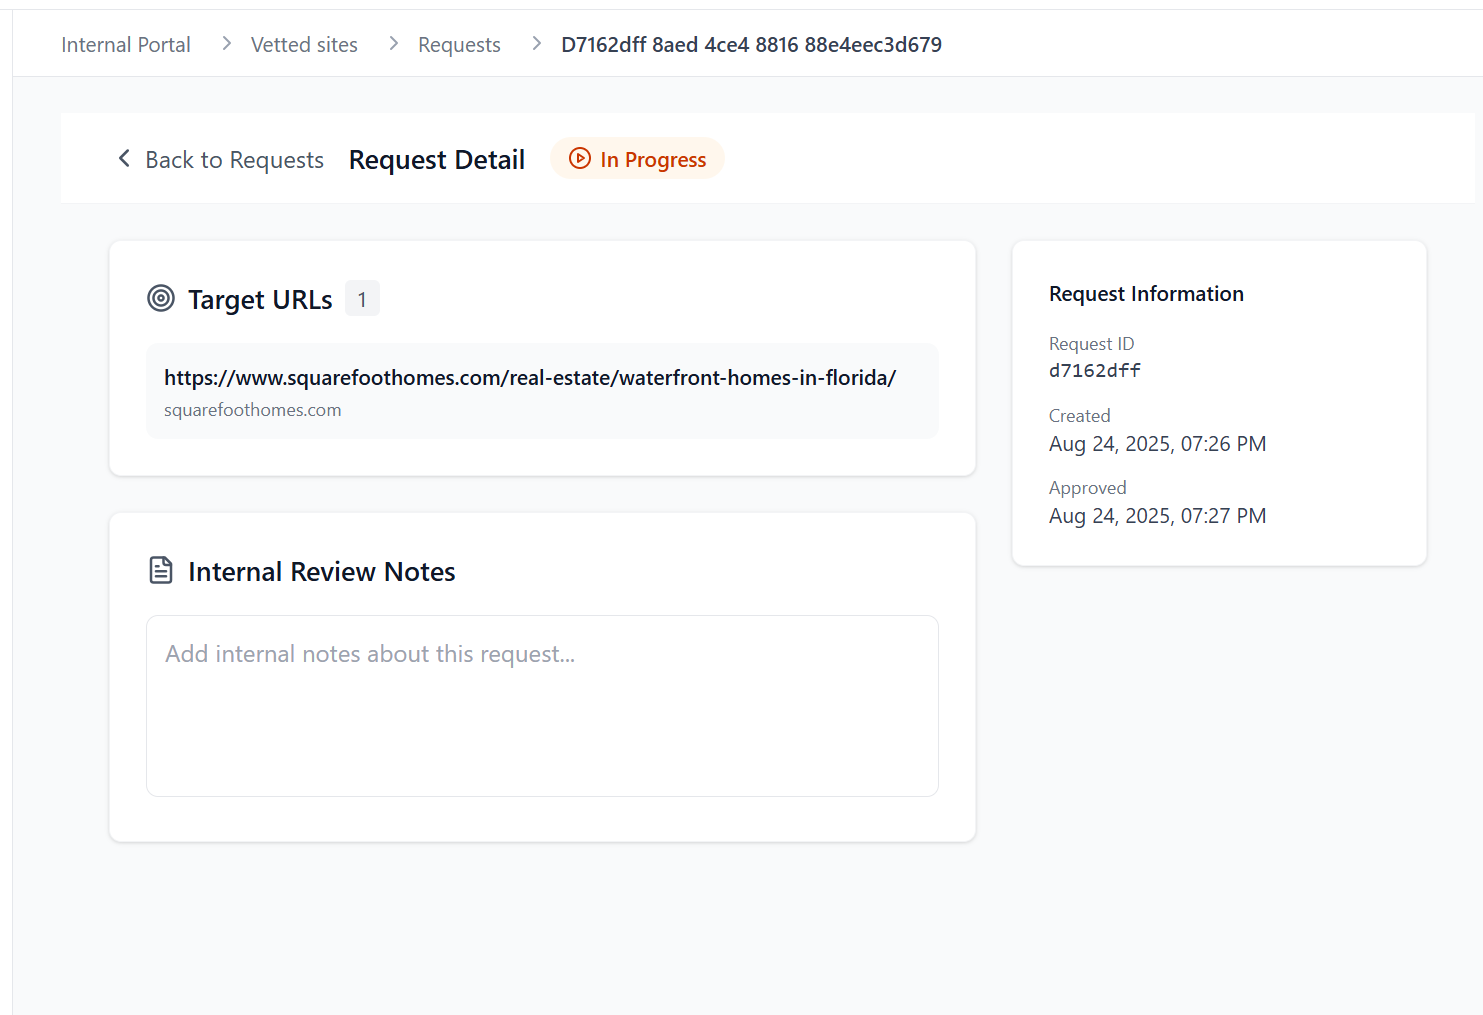 Internal Portal > Vetted sites > Requests > D7162dff 8aed 4ce4 8816 88e4eec3d679
Back to Requests Request Detail In Progress
Target URLs 1
https://www.squarefoothomes.com/real-estate/waterfront-homes-in-florida/
squarefoothomes.com
Internal Review Notes
Add internal notes about this request...
Request Information
Request ID
d7162dff
Created
Aug 24, 2025, 07:26 PM
Approved
Aug 24, 2025, 07:27 PM